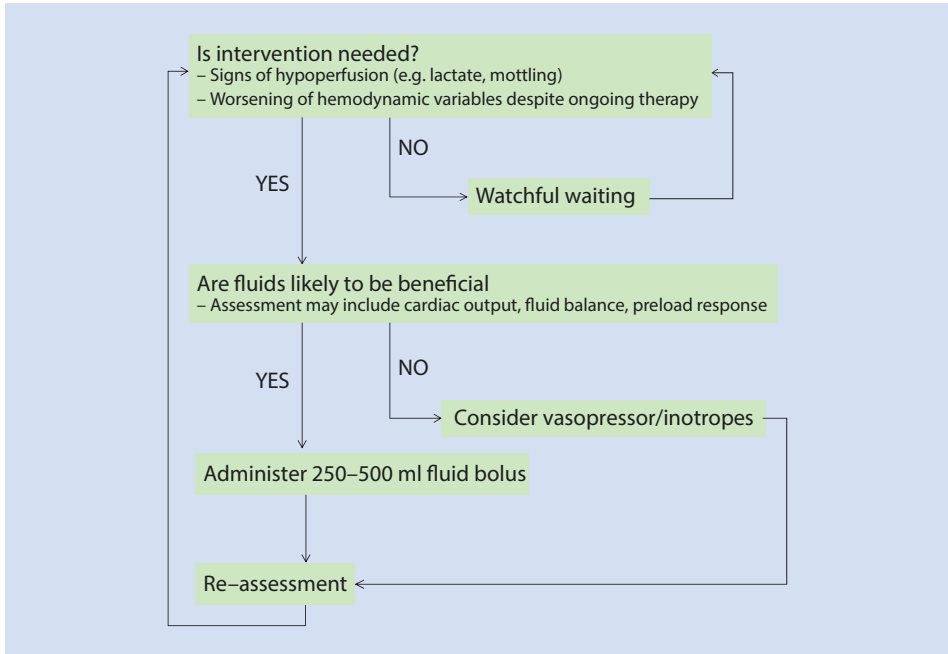 Is intervention needed?
– Signs of hypoperfusion (e.g. lactate, mottling)
– Worsening of hemodynamic variables despite ongoing therapy
NO
YES
Watchful waiting
Are fluids likely to be beneficial
– Assessment may include cardiac output, fluid balance, preload response
NO
YES
Consider vasopressor/inotropes
Administer 250–500 ml fluid bolus
Re–assessment